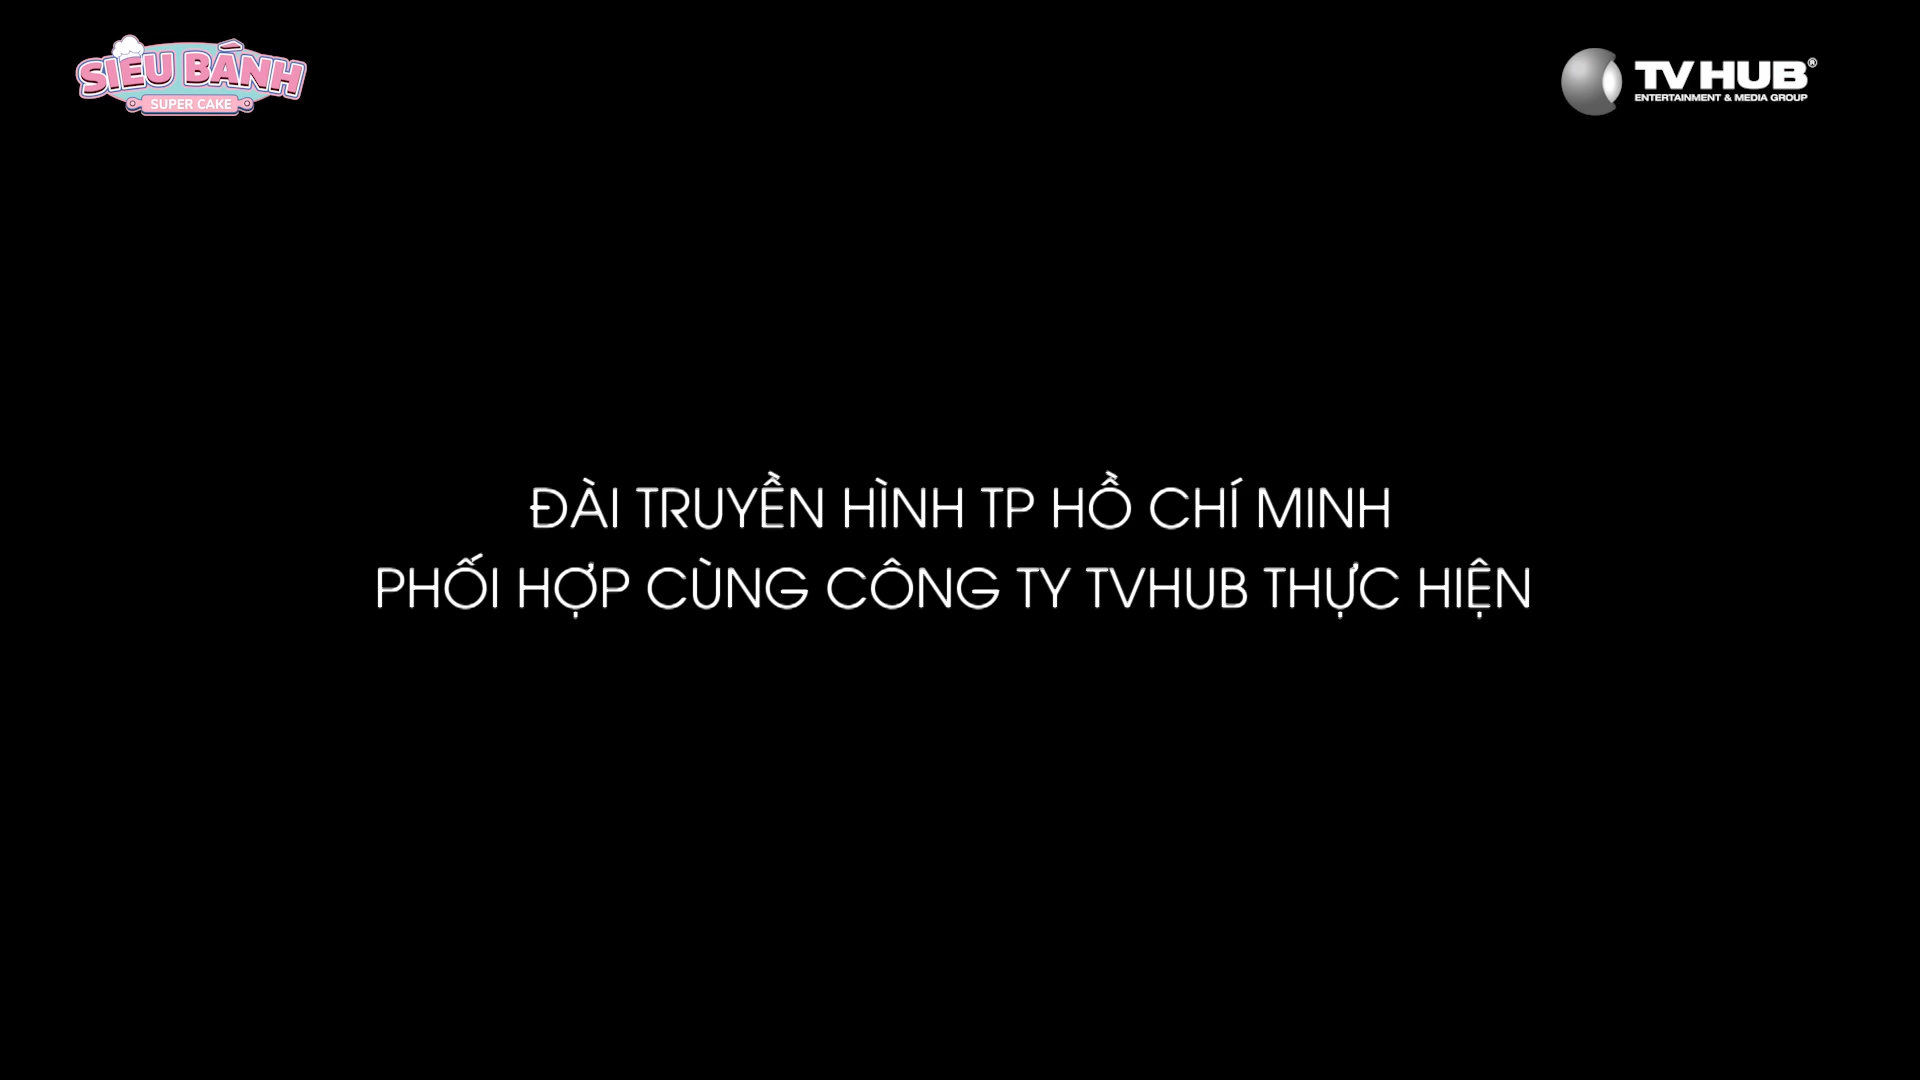 SIÊU BÁNH
SUPER CAKE
TV HUB®
ENTERTAINMENT & MEDIA GROUP
ĐÀI TRUYỀN HÌNH TP HỒ CHÍ MINH
PHỐI HỢP CÙNG CÔNG TY TVHUB THỰC HIỆN